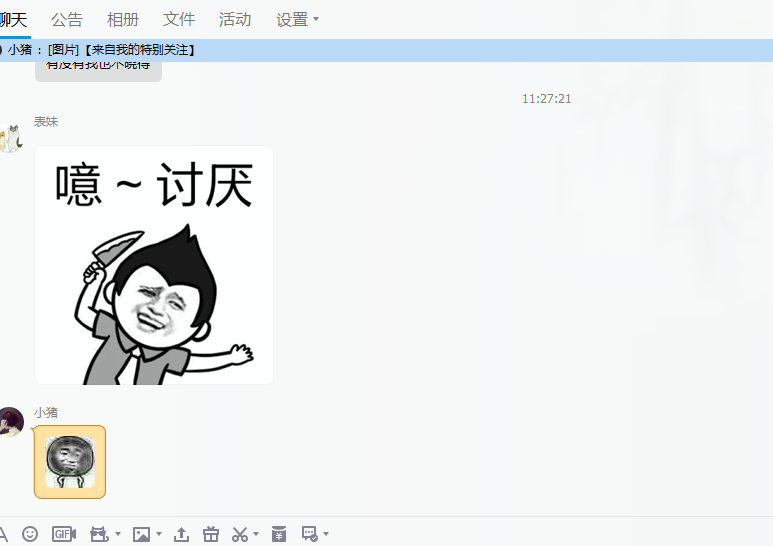 聊天 公告 相册 文件 活动 设置
小猪 : [图片]【来自我的特别关注】
有没有我也不晓得
11:27:21
表妹
噫 ~ 讨厌
小猪
A GIF